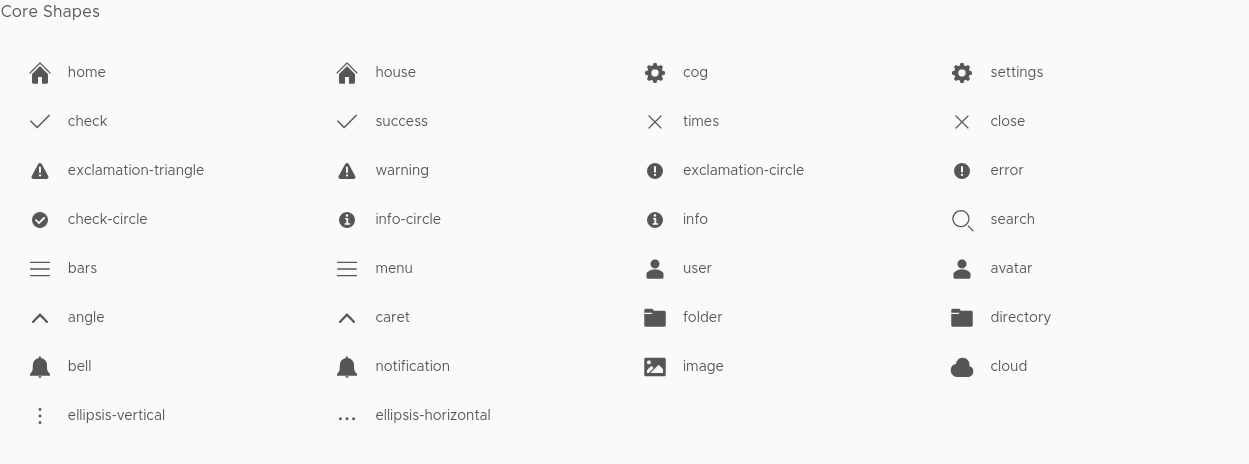 Core Shapes
home house cog settings
check success times close
exclamation-triangle warning exclamation-circle error
check-circle info-circle info search
bars menu user avatar
angle caret folder directory
bell notification image cloud
ellipsis-vertical ellipsis-horizontal